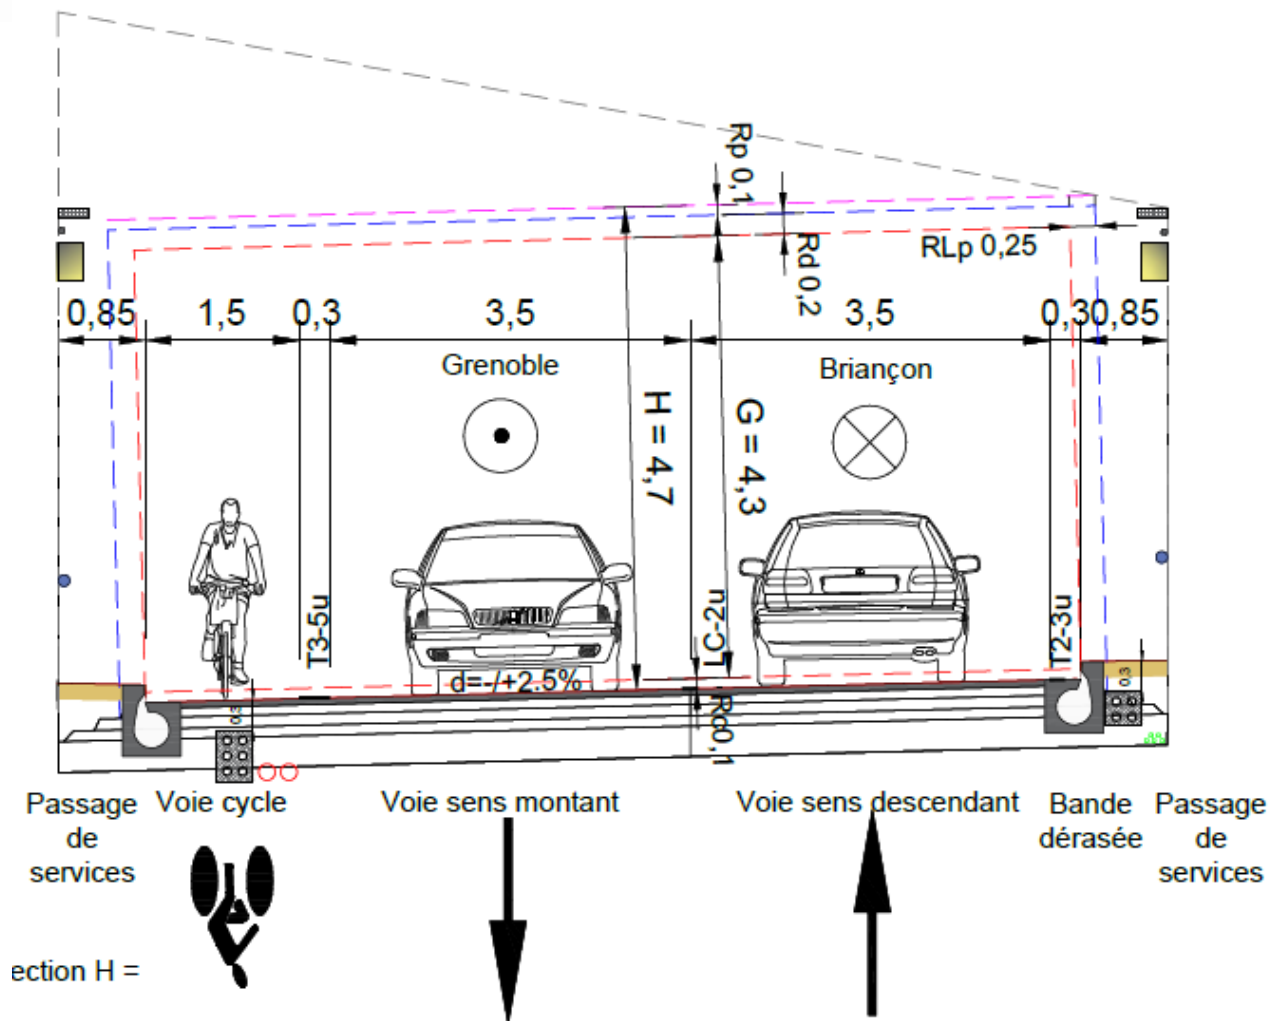 Rp 0,1
Rd 0,2
RLp 0,25
0,85
1,5
0,3
3,5
3,5
0,3
0,85
Grenoble
Briançon
H = 4,7
G = 4,3
T3-5u
LC-2u
T2-3u
d=-/+2.5%
Rc0,1
0.3
0.3
Passage
de
services
Voie cycle
Voie sens montant
Voie sens descendant
Bande
dérasée
Passage
de
services
ection H =